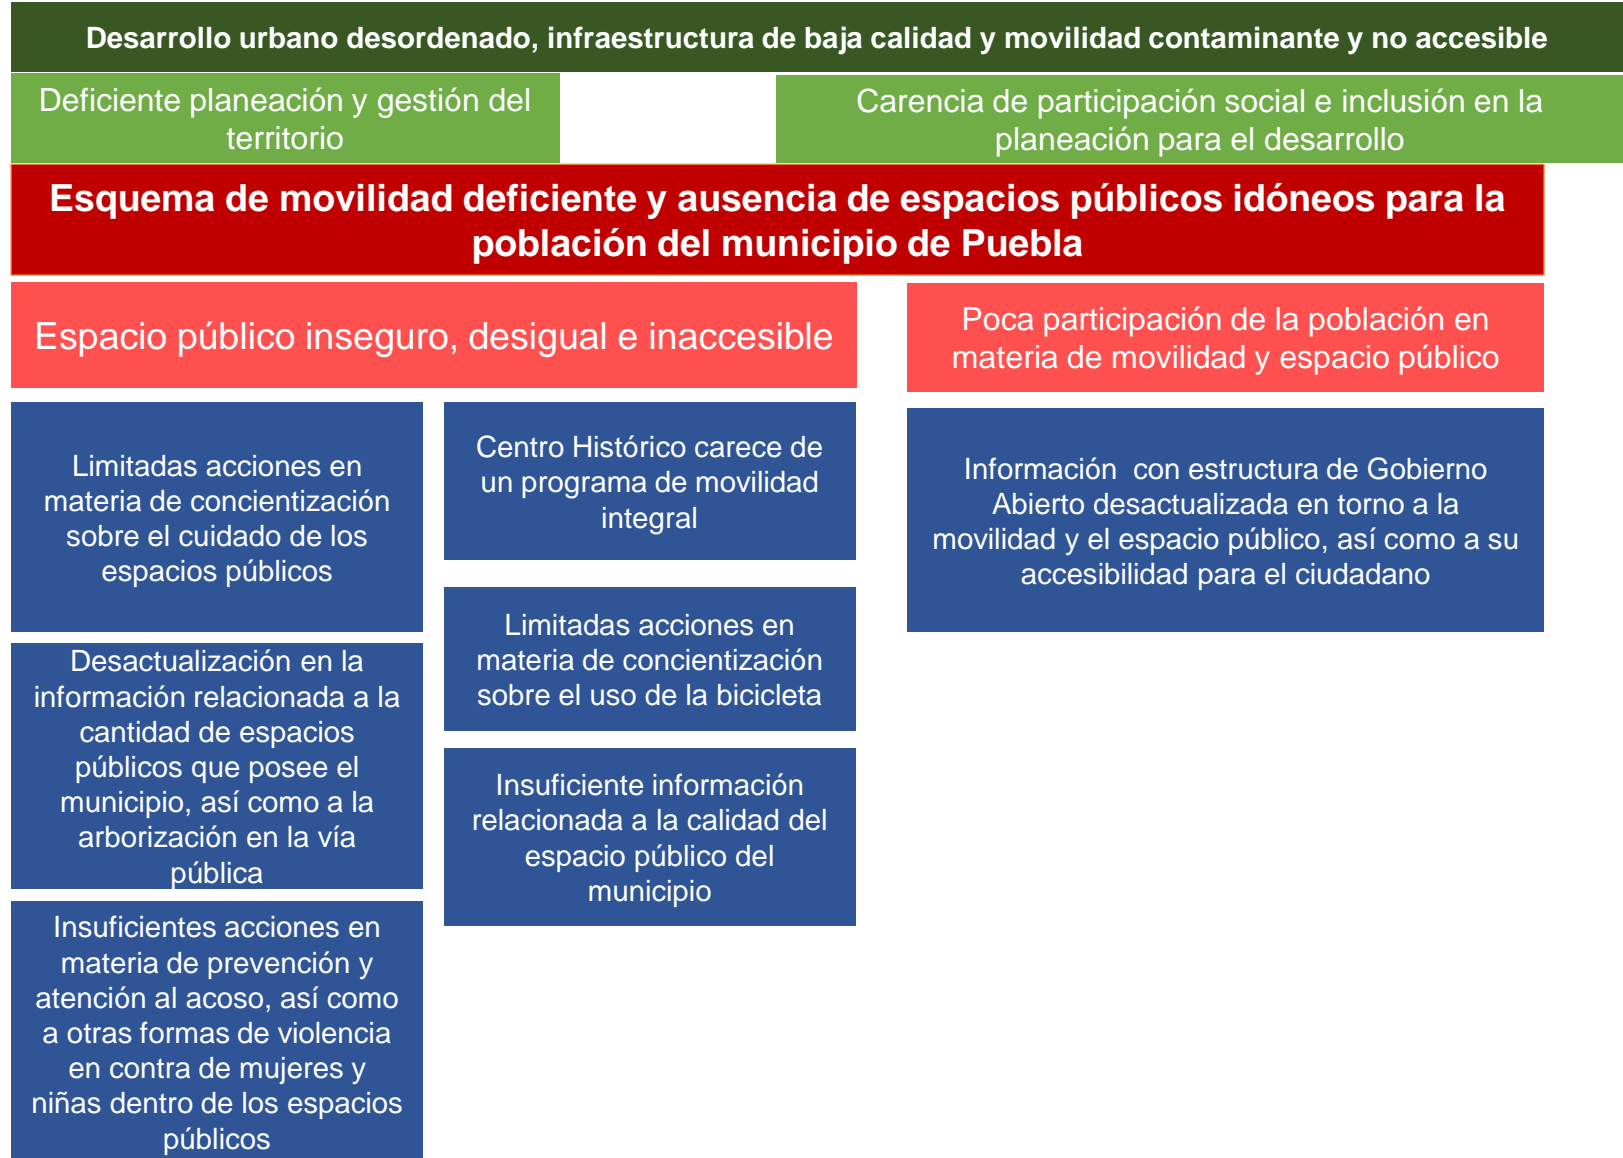 Desarrollo urbano desordenado, infraestructura de baja calidad y movilidad contaminante y no accesible
Deficiente planeación y gestión del
territorio
Carencia de participación social e inclusión en la
planeación para el desarrollo
Esquema de movilidad deficiente y ausencia de espacios públicos idóneos para la
población del municipio de Puebla
Espacio público inseguro, desigual e inaccesible
Poca participación de la población en
materia de movilidad y espacio público
Limitadas acciones en
materia de concientización
sobre el cuidado de los
espacios públicos
Desactualización en la
información relacionada a la
cantidad de espacios
públicos que posee el
municipio, así como a la
arborización en la vía
pública
Insuficientes acciones en
materia de prevención y
atención al acoso, así como
a otras formas de violencia
en contra de mujeres y
niñas dentro de los espacios
públicos
Centro Histórico carece de
un programa de movilidad
integral
Limitadas acciones en
materia de concientización
sobre el uso de la bicicleta
Insuficiente información
relacionada a la calidad del
espacio público del
municipio
Información  con estructura de Gobierno
Abierto desactualizada en torno a la
movilidad y el espacio público, así como a su
accesibilidad para el ciudadano